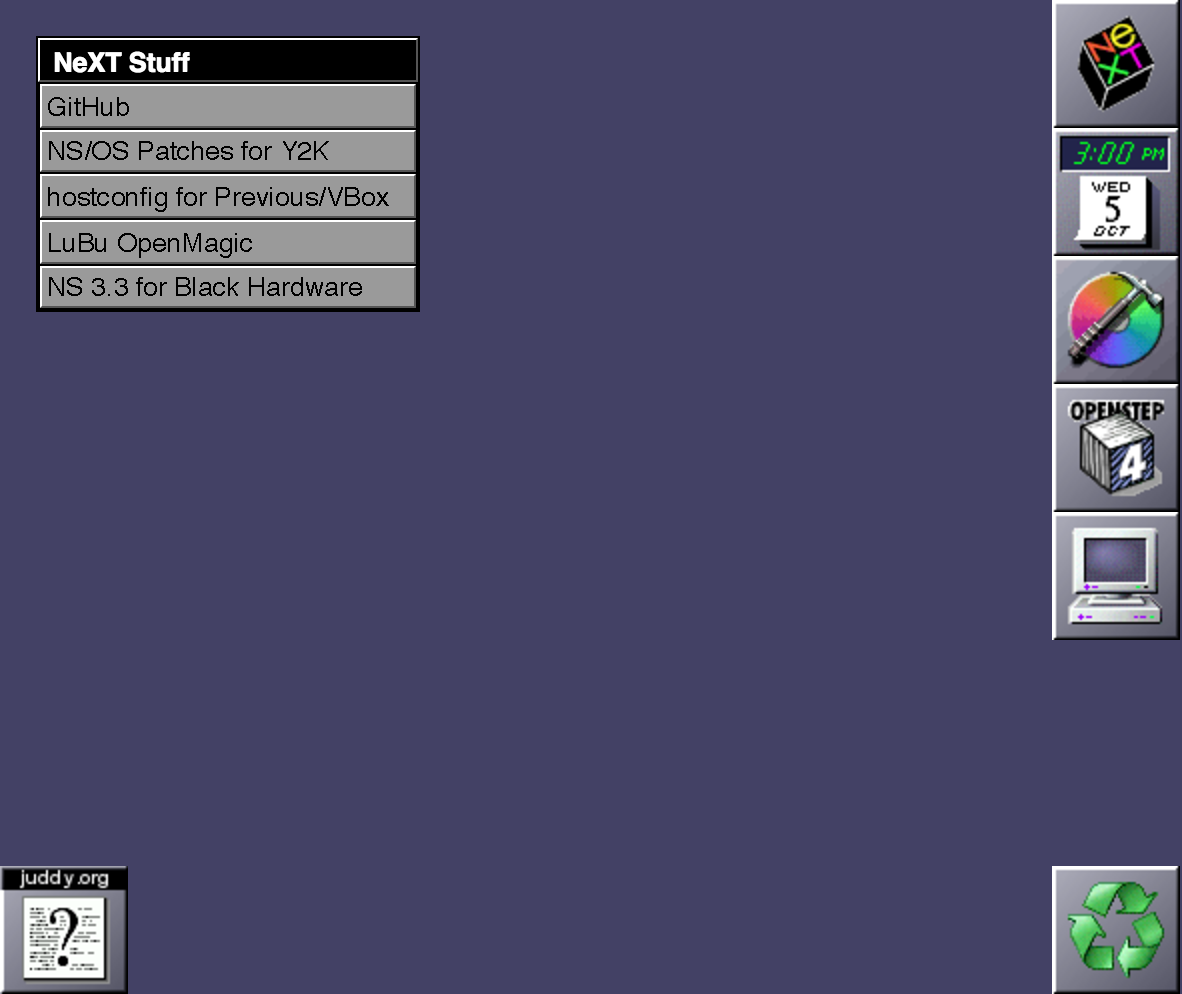 NeXT Stuff
GitHub
NS/OS Patches for Y2K
hostconfig for Previous/VBox
LuBu OpenMagic
NS 3.3 for Black Hardware
NeXT
3:00 PM
WED
5
OCT
OPENSTEP
4
juddy.org
?